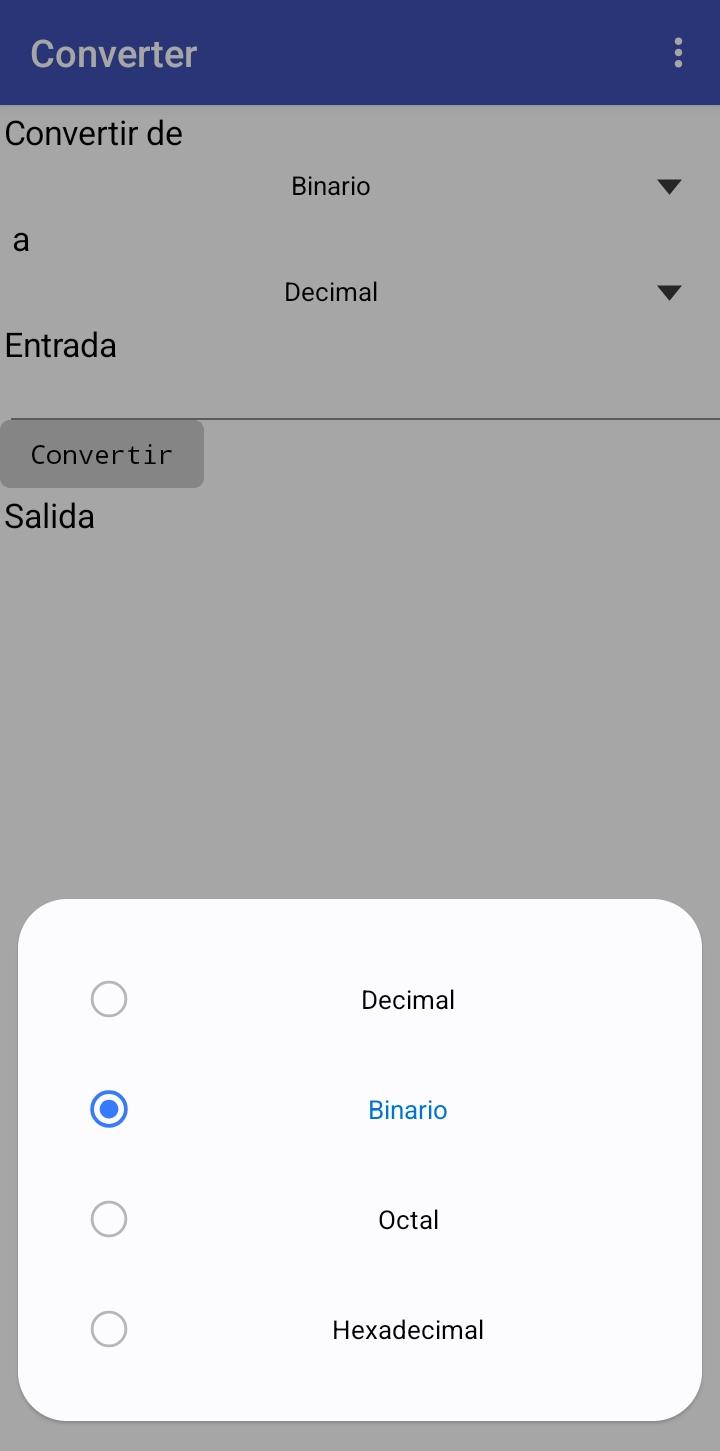 Converter
Convertir de
Binario
a
Decimal
Entrada
Convertir
Salida
Decimal
Binario
Octal
Hexadecimal